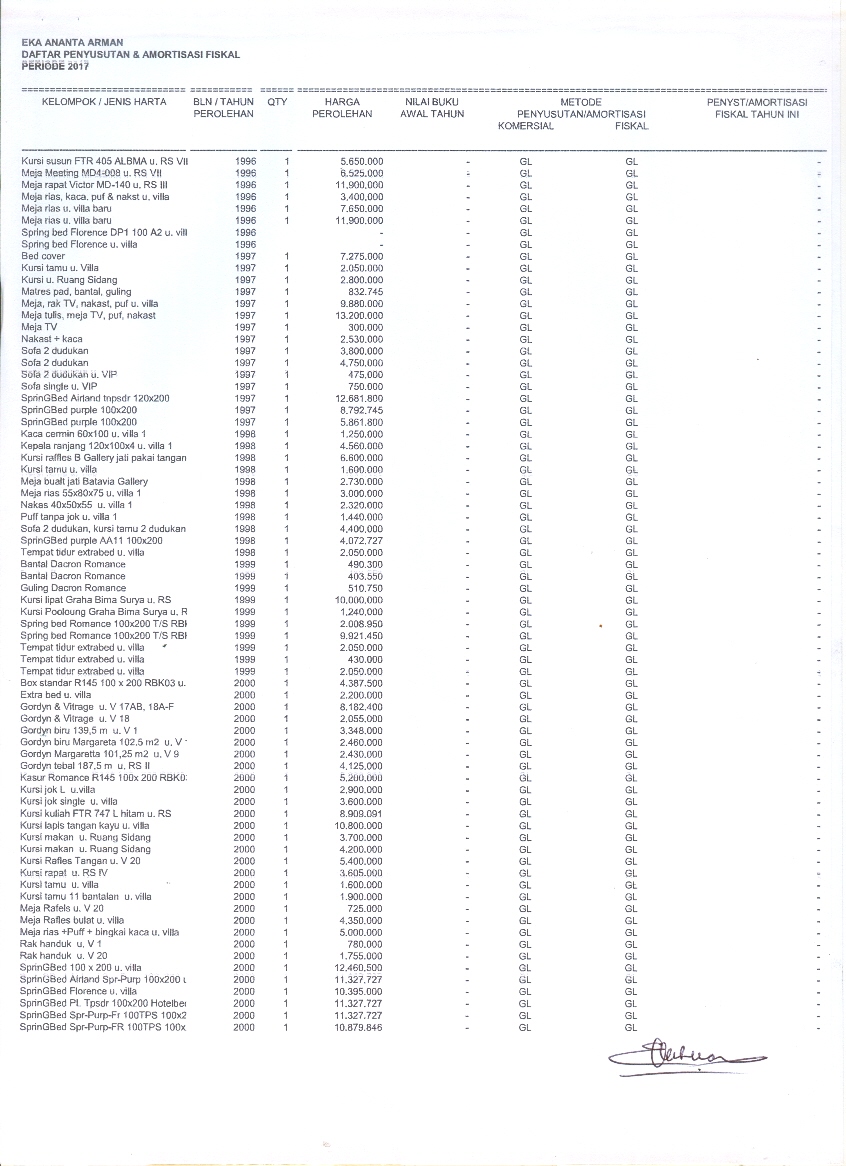 EKA ANANTA ARMAN
DAFTAR PENYUSUTAN & AMORTISASI FISKAL
PERIODE 2017
KELOMPOK / JENIS HARTA BLN / TAHUN QTY HARGA NILAI BUKU METODE PENYST/AMORTISASI
PEROLEHAN PEROLEHAN AWAL TAHUN PENYUSUTAN/AMORTISASI FISKAL TAHUN INI
KOMERSIAL FISKAL
Kursi susun FTR 405 ALBMA u. RS VII 1996 1 5.650.000 - GL GL -
Meja Meeting MD4-008 u. RS VII 1996 1 6.525.000 - GL GL -
Meja rapat Victor MD-140 u. RS III 1996 1 11.900.000 - GL GL -
Meja rias, kaca, puf & nakst u. villa 1996 1 3.400.000 - GL GL -
Meja rias u. villa baru 1996 1 7.650.000 - GL GL -
Meja rias u. villa baru 1996 1 11.900.000 - GL GL -
Spring bed Florence DP1 100 A2 u. vill 1996 - - GL GL -
Spring bed Florence u. villa 1996 - - GL GL -
Bed cover 1997 1 7.275.000 - GL GL -
Kursi tamu u. Villa 1997 1 2.050.000 - GL GL -
Kursi u. Ruang Sidang 1997 1 2.800.000 - GL GL -
Matres pad, bantal, guling 1997 1 832.745 - GL GL -
Meja, rak TV, nakast, puf u. villa 1997 1 9.880.000 - GL GL -
Meja tulis, meja TV, puf, nakast 1997 1 13.200.000 - GL GL -
Meja TV 1997 1 300.000 - GL GL -
Nakast + kaca 1997 1 2.530.000 - GL GL -
Sofa 2 dudukan 1997 1 3,800,000 - GL GL -
Sofa 2 dudukan 1997 1 4,750,000 - GL GL -
Sofa 2 dudukan u. VIP 1997 1 475,000 - GL GL -
Sofa single u. VIP 1997 1 750.000 - GL GL -
SprinGBed Airland tnpsdr 120x200 1997 1 12.681.800 - GL GL -
SprinGBed purple 100x200 1997 1 8,792.745 - GL GL -
SprinGBed purple 100x200 1997 1 5.861.800 - GL GL -
Kaca cermin 60x100 u. villa 1 1998 1 1,250.000 - GL GL -
Kepala ranjang 120x100x4 u. villa 1 1998 1 4.560.000 - GL GL -
Kursi raffles B Gallery jati pakai tangan 1998 1 6.600.000 - GL GL -
Kursi tamu u. villa 1998 1 1.600.000 - GL GL -
Meja bualt jati Batavia Gallery 1998 1 2.730.000 - GL GL -
Meja rias 55x80x75 u. villa 1 1998 1 3.000.000 - GL GL -
Nakas 40x50x55 u. villa 1 1998 1 2.320.000 - GL GL -
Puff tanpa jok u. villa 1 1998 1 1.440.000 - GL GL -
Sofa 2 dudukan, kursi tamu 2 dudukan 1998 1 4,400,000 - GL GL -
SprinGBed purple AA11 100x200 1998 1 4.072.727 - GL GL -
Tempat tidur extrabed u. villa 1998 1 2.050.000 - GL GL -
Bantal Dacron Romance 1999 1 490.300 - GL GL -
Bantal Dacron Romance 1999 1 403.550 - GL GL -
Guling Dacron Romance 1999 1 510,750 - GL GL -
Kursi lipat Graha Bima Surya u. RS 1999 1 10,000,000 - GL GL -
Kursi Pooloung Graha Bima Surya u. R 1999 1 1,240,000 - GL GL -
Spring bed Romance 100x200 T/S RBK 1999 1 2.008.950 - GL GL -
Spring bed Romance 100x200 T/S RBK 1999 1 9.921.450 - GL GL -
Tempat tidur extrabed u. villa 1999 1 2.050.000 - GL GL -
Tempat tidur extrabed u. villa 1999 1 430.000 - GL GL -
Tempat tidur extrabed u. villa 1999 1 2.050.000 - GL GL -
Box standar R145 100 x 200 RBK03 u. 2000 1 4.387.500 - GL GL -
Extra bed u. villa 2000 1 2.200.000 - GL GL -
Gordyn & Vitrage u. V 17AB, 18A-F 2000 1 8.182.400 - GL GL -
Gordyn & Vitrage u. V 18 2000 1 2,055,000 - GL GL -
Gordyn biru 139,5 m u. V 1 2000 1 3.348.000 - GL GL -
Gordyn biru Margareta 102,5 m2 u, V 2000 1 2.460.000 - GL GL -
Gordyn Margaretta 101,25 m2 u, V 9 2000 1 2.430.000 - GL GL -
Gordyn tebal 187,5 m u, RS II 2000 1 4,125,000 - GL GL -
Kasur Romance R145 100x 200 RBK0 2000 1 5,200,000 - GL GL -
Kursi jok L u.villa 2000 1 2.900.000 - GL GL -
Kursi jok single u. villa 2000 1 3.600.000 - GL GL -
Kursi kuliah FTR 747 L hitam u. RS 2000 1 8.909.091 - GL GL -
Kursi lapis tangan kayu u. villa 2000 1 10.800.000 - GL GL -
Kursi makan u. Ruang Sidang 2000 1 3.700.000 - GL GL -
Kursi makan u. Ruang Sidang 2000 1 4.200.000 - GL GL -
Kursi Rafles Tangan u. V 20 2000 1 5.400.000 - GL GL -
Kursi rapat u. RS IV 2000 1 3.605.000 - GL GL -
Kursi tamu u. villa 2000 1 1.600.000 - GL GL -
Kursi tamu 11 bantalan u. villa 2000 1 1.900.000 - GL GL -
Meja Rafels u. V 20 2000 1 725.000 - GL GL -
Meja Rafles bulat u. villa 2000 1 4,350.000 - GL GL -
Meja rias +Puff + bingkai kaca u. villa 2000 1 5.000.000 - GL GL -
Rak handuk u, V 1 2000 1 780,000 - GL GL -
Rak handuk u. V 20 2000 1 1,755.000 - GL GL -
SprinGBed 100 x 200 u. villa 2000 1 12.460,500 - GL GL -
SprinGBed Airland Spr-Purp 100x200 u 2000 1 11.327.727 - GL GL -
SprinGBed Florence u. villa 2000 1 10.395.000 - GL GL -
SprinGBed Pl. Tpsdr 100x200 Hotelbe 2000 1 11.327.727 - GL GL -
SprinGBed Spr-Purp-Fr 100TPS 100x2 2000 1 11.327.727 - GL GL -
SprinGBed Spr-Purp-FR 100TPS 100x 2000 1 10.879.846 - GL GL -